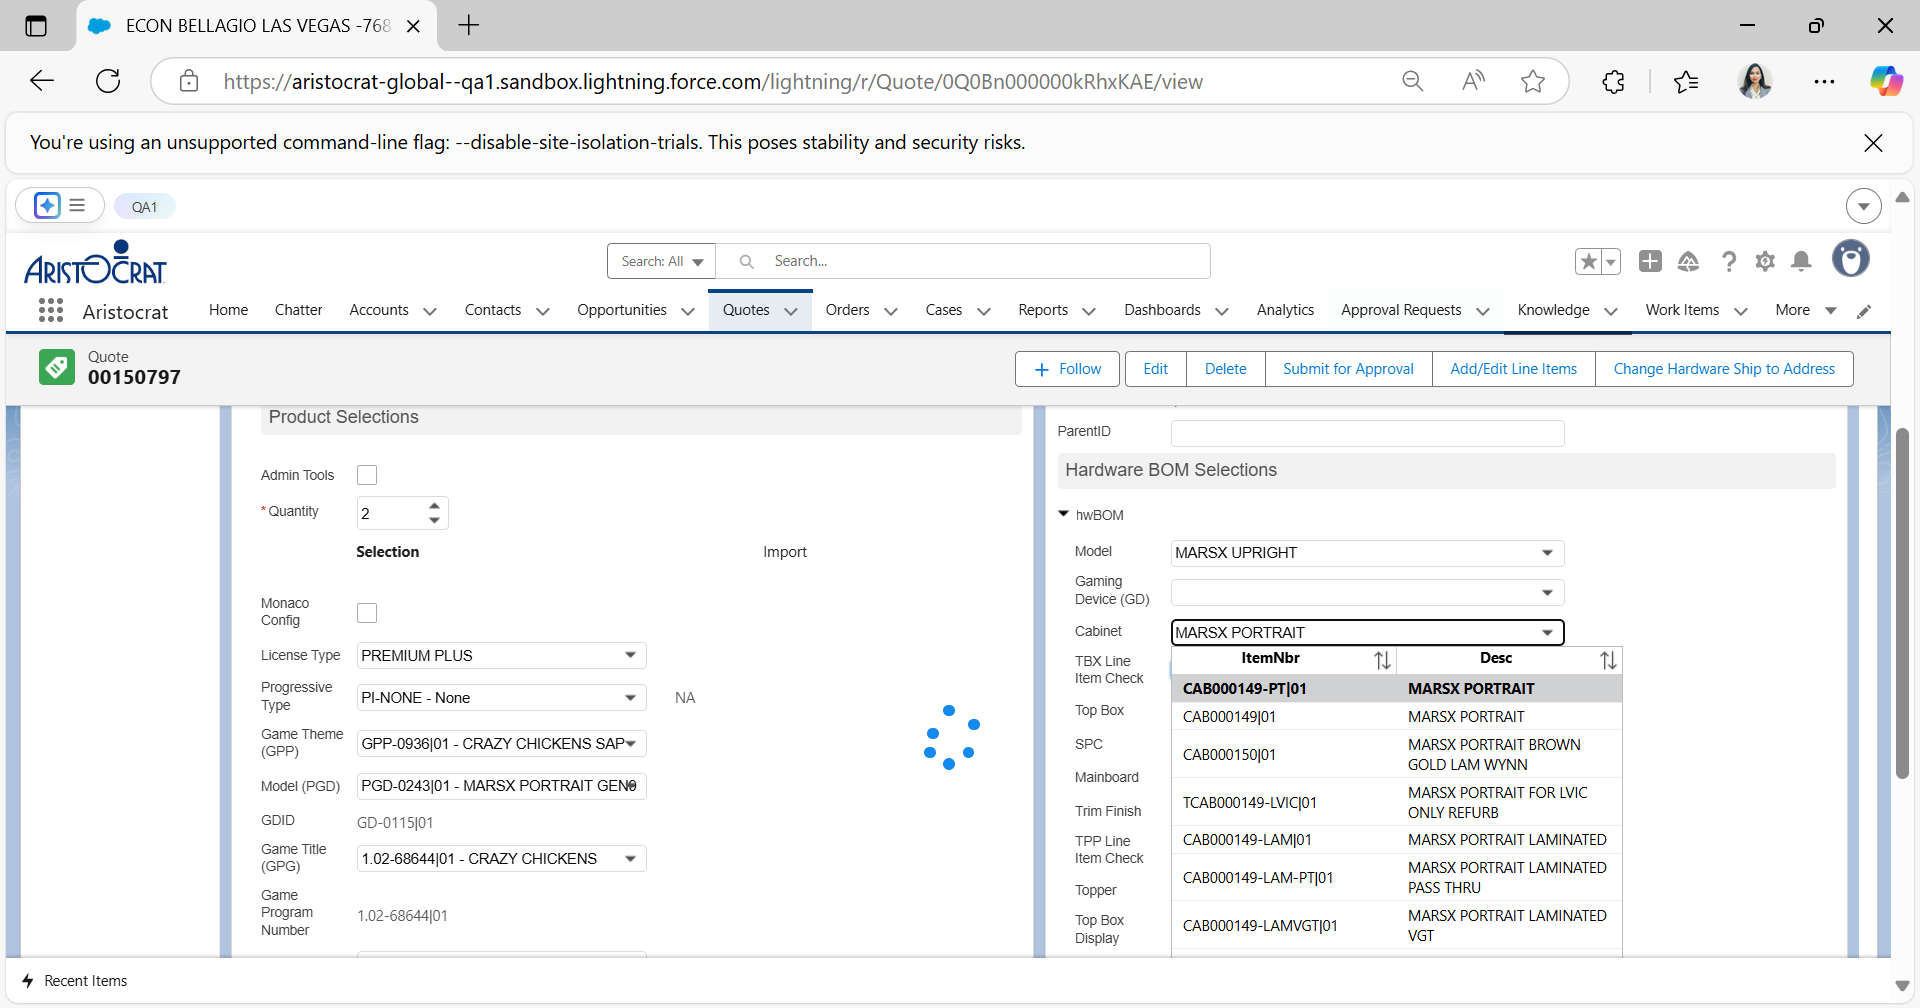 ECON BELLAGIO LAS VEGAS -768
https://aristocrat-global--qa1.sandbox.lightning.force.com/lightning/r/Quote/0Q0Bn000000kRhxKAE/view
You're using an unsupported command-line flag: --disable-site-isolation-trials. This poses stability and security risks.
QA1
ARISTOCRAT
Search: All
Search...
Aristocrat
Home
Chatter
Accounts
Contacts
Opportunities
Quotes
Orders
Cases
Reports
Dashboards
Analytics
Approval Requests
Knowledge
Work Items
More
Quote
00150797
Follow
Edit
Delete
Submit for Approval
Add/Edit Line Items
Change Hardware Ship to Address
Product Selections
Admin Tools
*Quantity
2
Selection
Import
Monaco
Config
License Type
PREMIUM PLUS
Progressive
Type
PI-NONE - None
NA
Game Theme
(GPP)
GPP-0936|01 - CRAZY CHICKENS SAP
Model (PGD)
PGD-0243|01 - MARSX PORTRAIT GEN9
GDID
GD-0115|01
Game Title
(GPG)
1.02-68644|01 - CRAZY CHICKENS
Game
Program
Number
1.02-68644|01
ParentID
Hardware BOM Selections
hwBOM
Model
MARSX UPRIGHT
Gaming
Device (GD)
Cabinet
MARSX PORTRAIT
TBX Line
Item Check
Top Box
SPC
Mainboard
Trim Finish
TPP Line
Item Check
Topper
Top Box
Display
ItemNbr
Desc
CAB000149-PT|01
MARSX PORTRAIT
CAB000149|01
MARSX PORTRAIT
CAB000150|01
MARSX PORTRAIT BROWN
GOLD LAM WYNN
TCAB000149-LVIC|01
MARSX PORTRAIT FOR LVIC
ONLY REFURB
CAB000149-LAM|01
MARSX PORTRAIT LAMINATED
CAB000149-LAM-PT|01
MARSX PORTRAIT LAMINATED
PASS THRU
CAB000149-LAMVGT|01
MARSX PORTRAIT LAMINATED
VGT
Recent Items